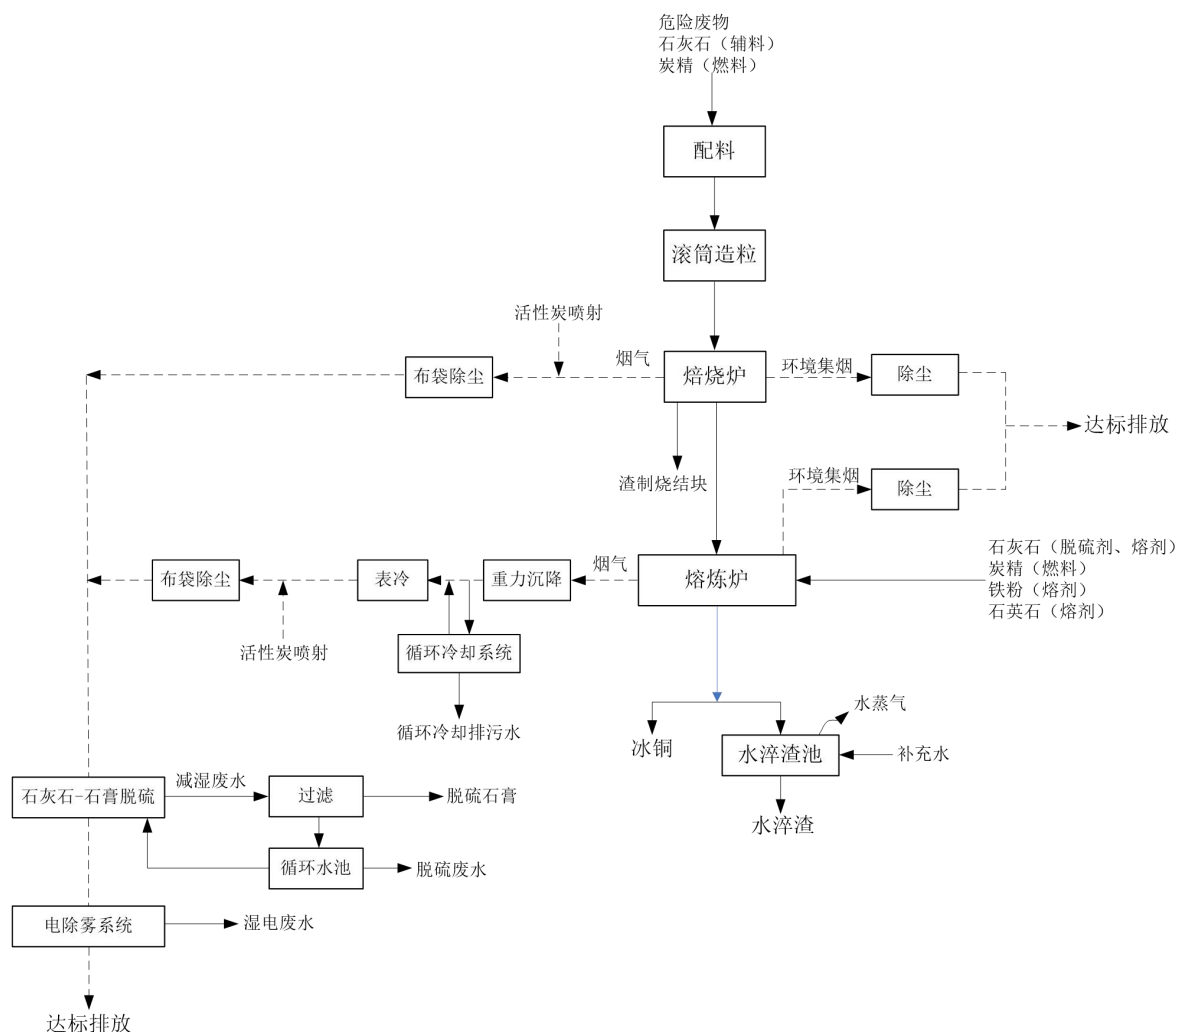 危险废物
石灰石（辅料）
炭精（燃料）
配料
滚筒造粒
活性炭喷射
烟气
布袋除尘
焙烧炉
环境集烟
除尘
达标排放
渣制烧结块
环境集烟
除尘
石灰石（脱硫剂、熔剂）
炭精（燃料）
铁粉（熔剂）
石英石（熔剂）
烟气
布袋除尘
表冷
重力沉降
熔炼炉
活性炭喷射
循环冷却系统
循环冷却排污水
水蒸气
冰铜
水淬渣池
补充水
水淬渣
石灰石-石膏脱硫
减湿废水
过滤
脱硫石膏
循环水池
脱硫废水
电除雾系统
湿电废水
达标排放